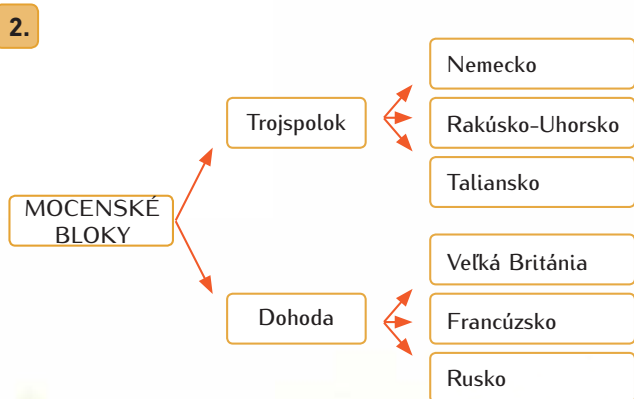 2.
MOCENSKÉ
BLOKY
Trojspolok
Nemecko
Rakúsko-Uhorsko
Taliansko
Dohoda
Veľká Británia
Francúzsko
Rusko